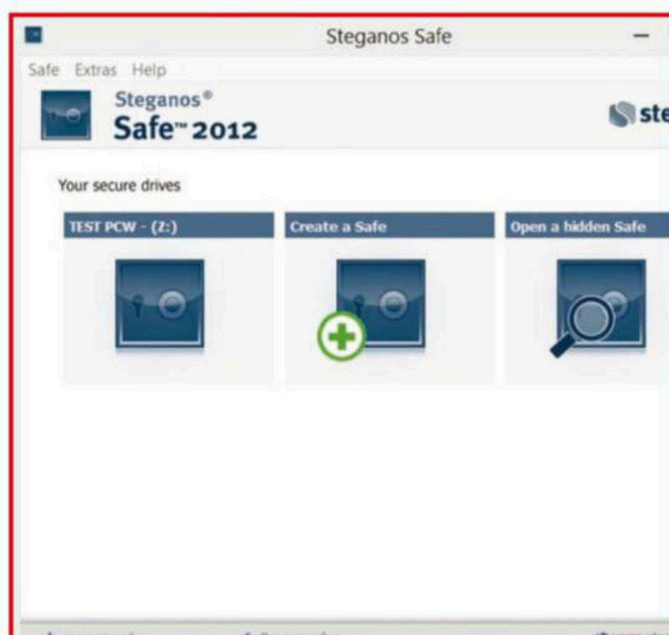 Steganos Safe
Safe Extras Help
Steganos®
Safe™ 2012
ste
Your secure drives
TEST PCW - (Z:)
Create a Safe
Open a hidden Safe